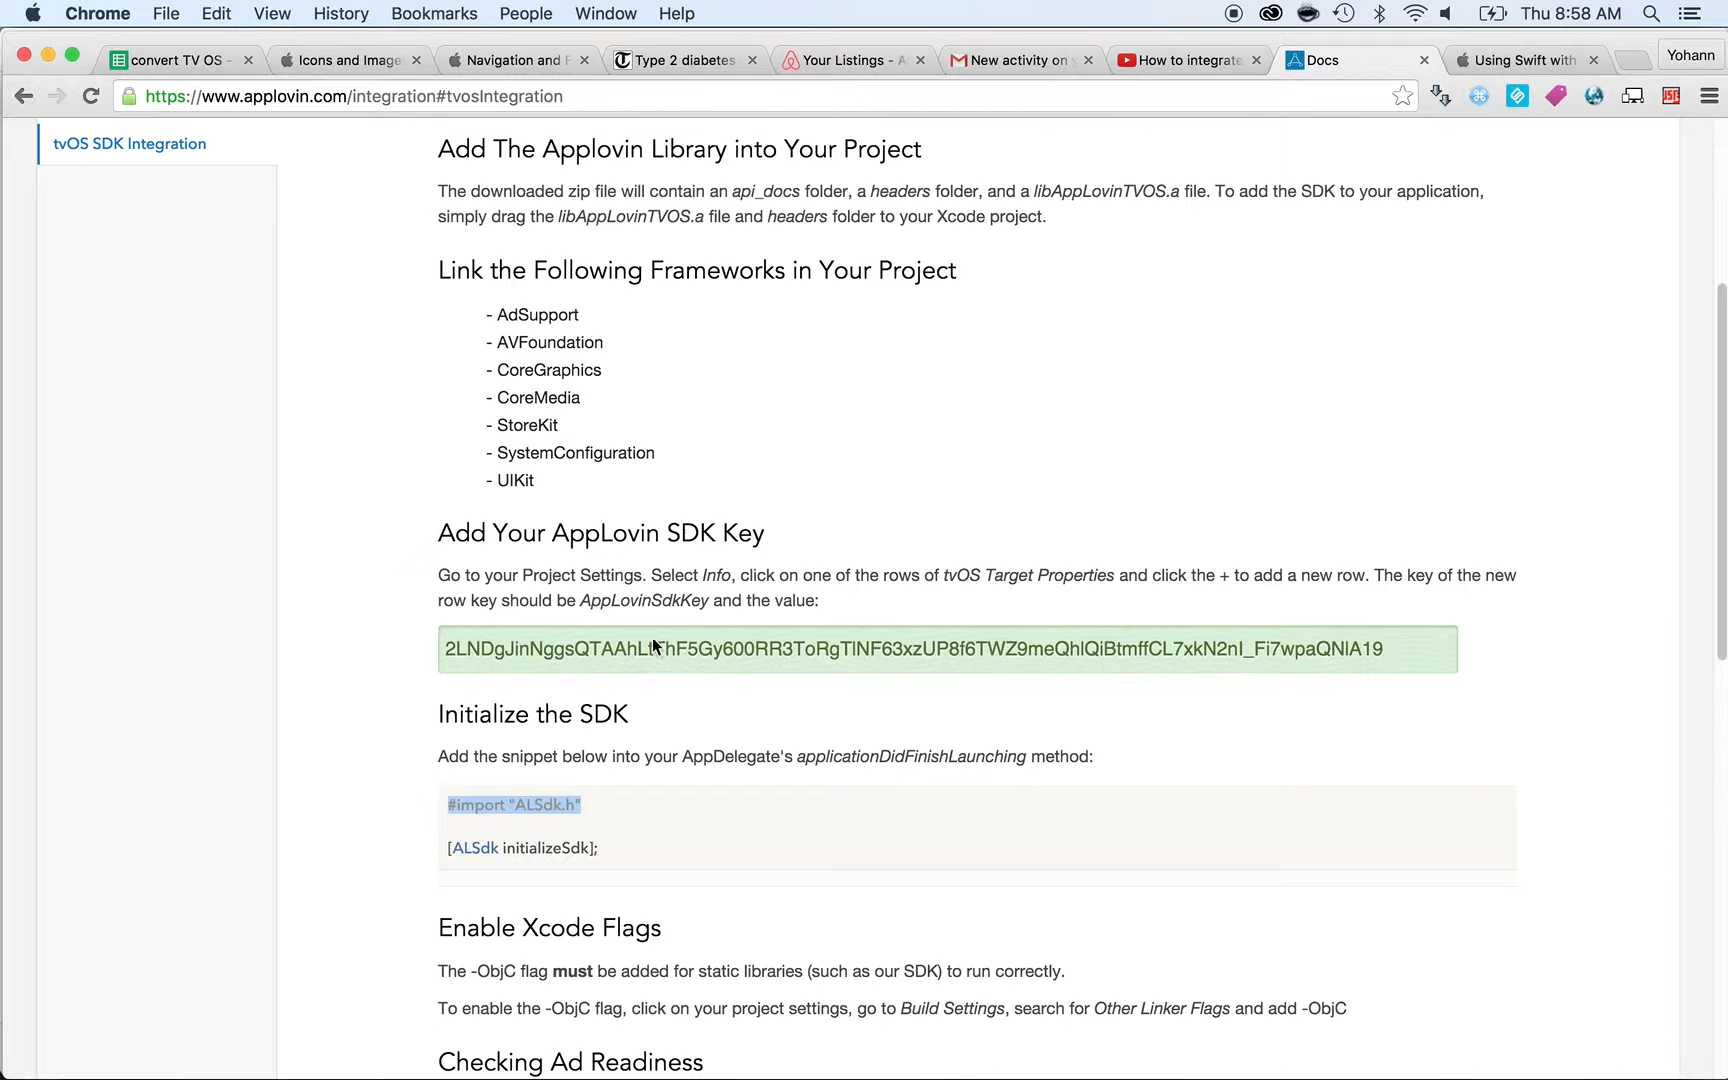 Chrome File Edit View History Bookmarks People Window Help Thu 8:58 AM
convert TV OS - Icons and Image Navigation and F Type 2 diabetes Your Listings - A New activity on y How to integrate Docs Using Swift with Yohann
https://www.applovin.com/integration#tvosIntegration
tvOS SDK Integration
Add The Applovin Library into Your Project
The downloaded zip file will contain an api_docs folder, a headers folder, and a libAppLovinTVOS.a file. To add the SDK to your application,
simply drag the libAppLovinTVOS.a file and headers folder to your Xcode project.
Link the Following Frameworks in Your Project
- AdSupport
- AVFoundation
- CoreGraphics
- CoreMedia
- StoreKit
- SystemConfiguration
- UIKit
Add Your AppLovin SDK Key
Go to your Project Settings. Select Info, click on one of the rows of tvOS Target Properties and click the + to add a new row. The key of the new
row key should be AppLovinSdkKey and the value:
Initialize the SDK
Add the snippet below into your AppDelegate's applicationDidFinishLaunching method:
#import "ALSdk.h"
[ALSdk initializeSdk];
Enable Xcode Flags
The -ObjC flag must be added for static libraries (such as our SDK) to run correctly.
To enable the -ObjC flag, click on your project settings, go to Build Settings, search for Other Linker Flags and add -ObjC
Checking Ad Readiness